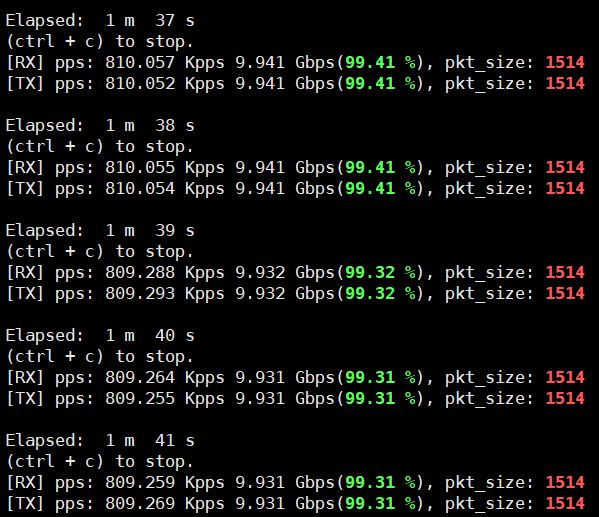 Elapsed:  1 m  37 s
(ctrl + c) to stop.
[RX] pps: 810.057 Kpps 9.941 Gbps(99.41 %), pkt_size: 1514
[TX] pps: 810.052 Kpps 9.941 Gbps(99.41 %), pkt_size: 1514
Elapsed:  1 m  38 s
(ctrl + c) to stop.
[RX] pps: 810.055 Kpps 9.941 Gbps(99.41 %), pkt_size: 1514
[TX] pps: 810.054 Kpps 9.941 Gbps(99.41 %), pkt_size: 1514
Elapsed:  1 m  39 s
(ctrl + c) to stop.
[RX] pps: 809.288 Kpps 9.932 Gbps(99.32 %), pkt_size: 1514
[TX] pps: 809.293 Kpps 9.932 Gbps(99.32 %), pkt_size: 1514
Elapsed:  1 m  40 s
(ctrl + c) to stop.
[RX] pps: 809.264 Kpps 9.931 Gbps(99.31 %), pkt_size: 1514
[TX] pps: 809.255 Kpps 9.931 Gbps(99.31 %), pkt_size: 1514
Elapsed:  1 m  41 s
(ctrl + c) to stop.
[RX] pps: 809.259 Kpps 9.931 Gbps(99.31 %), pkt_size: 1514
[TX] pps: 809.269 Kpps 9.931 Gbps(99.31 %), pkt_size: 1514